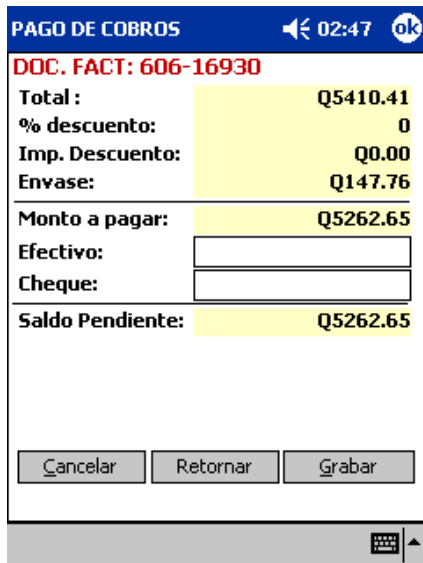 PAGO DE COBROS 02:47 ok
DOC. FACT: 606-16930
Total : Q5410.41
% descuento: 0
Imp. Descuento: Q0.00
Envase: Q147.76
Monto a pagar: Q5262.65
Efectivo:
Cheque:
Saldo Pendiente: Q5262.65
Cancelar Retornar Grabar